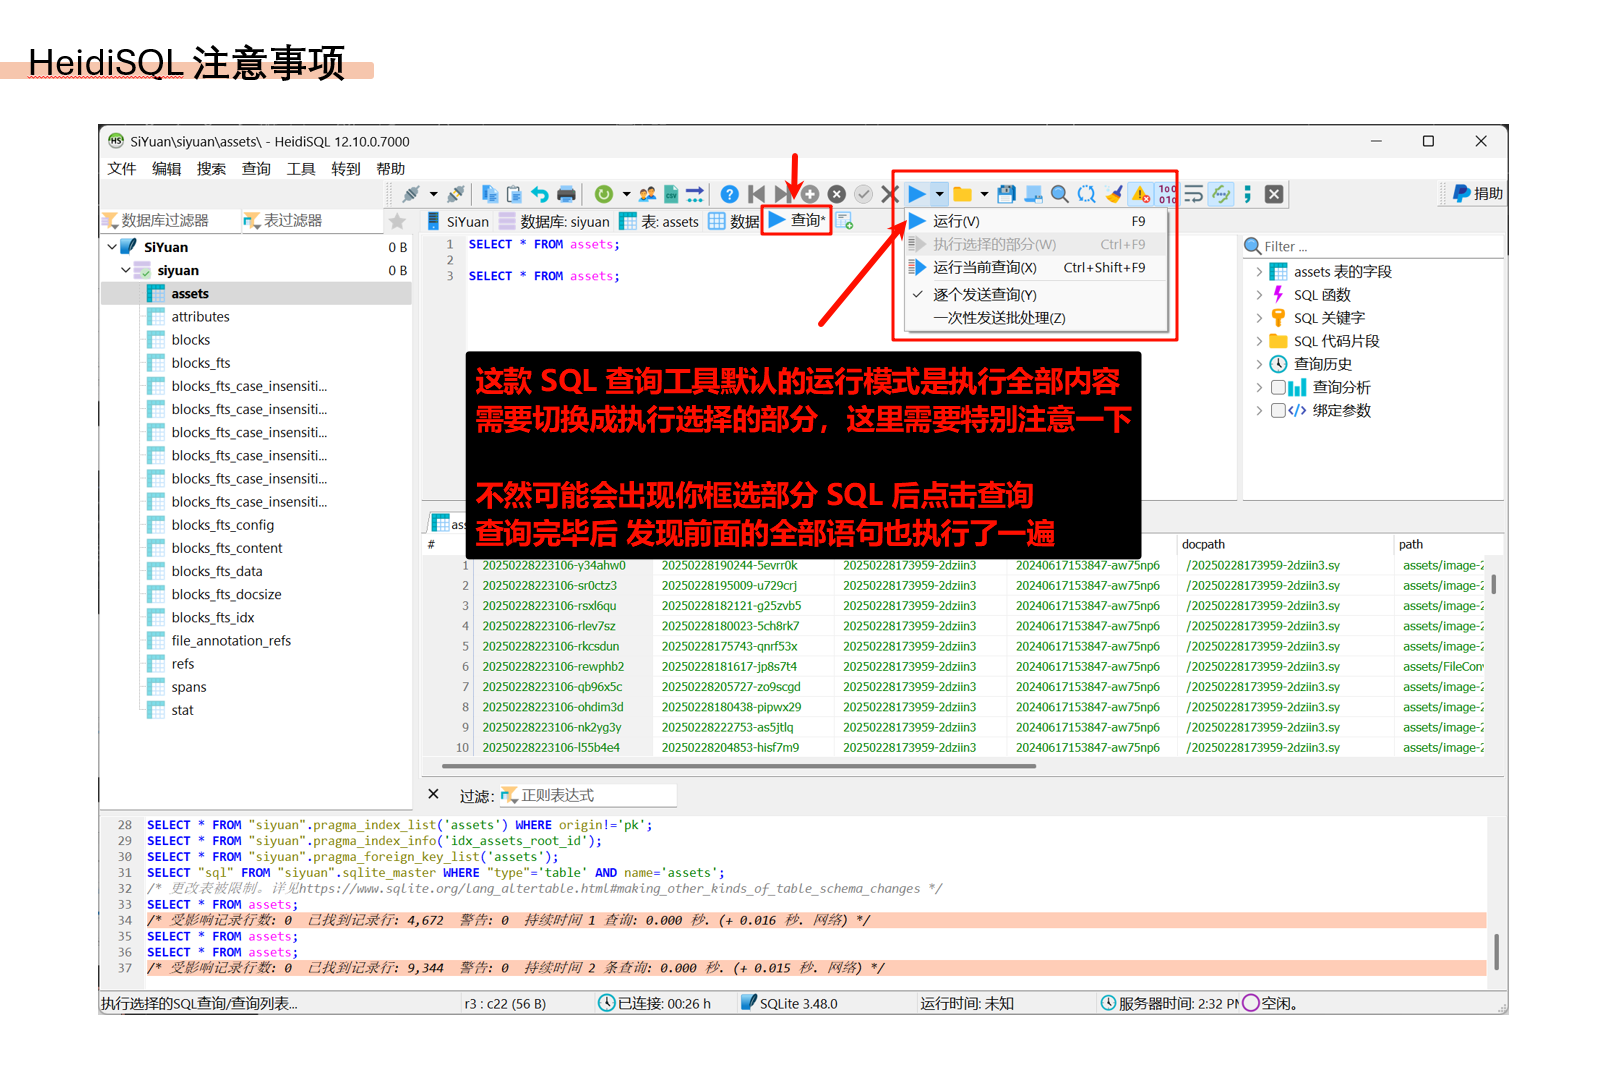 HeidiSQL 注意事项
SiYuan\siyuan\assets\ - HeidiSQL 12.10.0.7000
文件 编辑 搜索 查询 工具 转到 帮助
捐助
数据库过滤器 表过滤器
SiYuan 数据库: siyuan 表: assets 数据 查询*
SiYuan 0 B
siyuan 0 B
assets
attributes
blocks
blocks_fts
blocks_fts_case_insensiti...
blocks_fts_case_insensiti...
blocks_fts_case_insensiti...
blocks_fts_case_insensiti...
blocks_fts_case_insensiti...
blocks_fts_case_insensiti...
blocks_fts_config
blocks_fts_content
blocks_fts_data
blocks_fts_docsize
blocks_fts_idx
file_annotation_refs
refs
spans
stat
1 SELECT * FROM assets;
2
3 SELECT * FROM assets;
运行(V) F9
执行选择的部分(W) Ctrl+F9
运行当前查询(X) Ctrl+Shift+F9
逐个发送查询(Y)
一次性发送批处理(Z)
Filter ...
assets 表的字段
SQL 函数
SQL 关键字
SQL 代码片段
查询历史
查询分析
绑定参数
这款 SQL 查询工具默认的运行模式是执行全部内容
需要切换成执行选择的部分，这里需要特别注意一下
不然可能会出现你框选部分 SQL 后点击查询
查询完毕后 发现前面的全部语句也执行了一遍
# docpath path
1 20250228223106-y34ahw0 20250228190244-5evrr0k 20250228173959-2dziin3 20240617153847-aw75np6 /20250228173959-2dziin3.sy assets/image-2
2 20250228223106-sr0ctz3 20250228195009-u729crj 20250228173959-2dziin3 20240617153847-aw75np6 /20250228173959-2dziin3.sy assets/image-2
3 20250228223106-rsxl6qu 20250228182121-g25zvb5 20250228173959-2dziin3 20240617153847-aw75np6 /20250228173959-2dziin3.sy assets/image-2
4 20250228223106-rlev7sz 20250228180023-5ch8rk7 20250228173959-2dziin3 20240617153847-aw75np6 /20250228173959-2dziin3.sy assets/image-2
5 20250228223106-rkcsdun 20250228175743-qnrf53x 20250228173959-2dziin3 20240617153847-aw75np6 /20250228173959-2dziin3.sy assets/image-2
6 20250228223106-rewphb2 20250228181617-jp8s7t4 20250228173959-2dziin3 20240617153847-aw75np6 /20250228173959-2dziin3.sy assets/FileCon
7 20250228223106-qb96x5c 20250228205727-zo9scgd 20250228173959-2dziin3 20240617153847-aw75np6 /20250228173959-2dziin3.sy assets/image-2
8 20250228223106-ohdim3d 20250228180438-pipwx29 20250228173959-2dziin3 20240617153847-aw75np6 /20250228173959-2dziin3.sy assets/image-2
9 20250228223106-nk2yg3y 20250228222753-as5jtlq 20250228173959-2dziin3 20240617153847-aw75np6 /20250228173959-2dziin3.sy assets/image-2
10 20250228223106-l55b4e4 20250228204853-hisf7m9 20250228173959-2dziin3 20240617153847-aw75np6 /20250228173959-2dziin3.sy assets/image-2
过滤: 正则表达式
28 SELECT * FROM "siyuan".pragma_index_list('assets') WHERE origin!='pk';
29 SELECT * FROM "siyuan".pragma_index_info('idx_assets_root_id');
30 SELECT * FROM "siyuan".pragma_foreign_key_list('assets');
31 SELECT "sql" FROM "siyuan".sqlite_master WHERE "type"='table' AND name='assets';
32 /* 更改表被限制。详见https://www.sqlite.org/lang_altertable.html#making_other_kinds_of_table_schema_changes */
33 SELECT * FROM assets;
34 /* 受影响记录行数: 0 已找到记录行: 4,672 警告: 0 持续时间 1 查询: 0.000 秒. (+ 0.016 秒. 网络) */
35 SELECT * FROM assets;
36 SELECT * FROM assets;
37 /* 受影响记录行数: 0 已找到记录行: 9,344 警告: 0 持续时间 2 条查询: 0.000 秒. (+ 0.015 秒. 网络) */
执行选择的SQL查询/查询列表... r3 : c22 (56 B) 已连接: 00:26 h SQLite 3.48.0 运行时间: 未知 服务器时间: 2:32 PM 空闲。